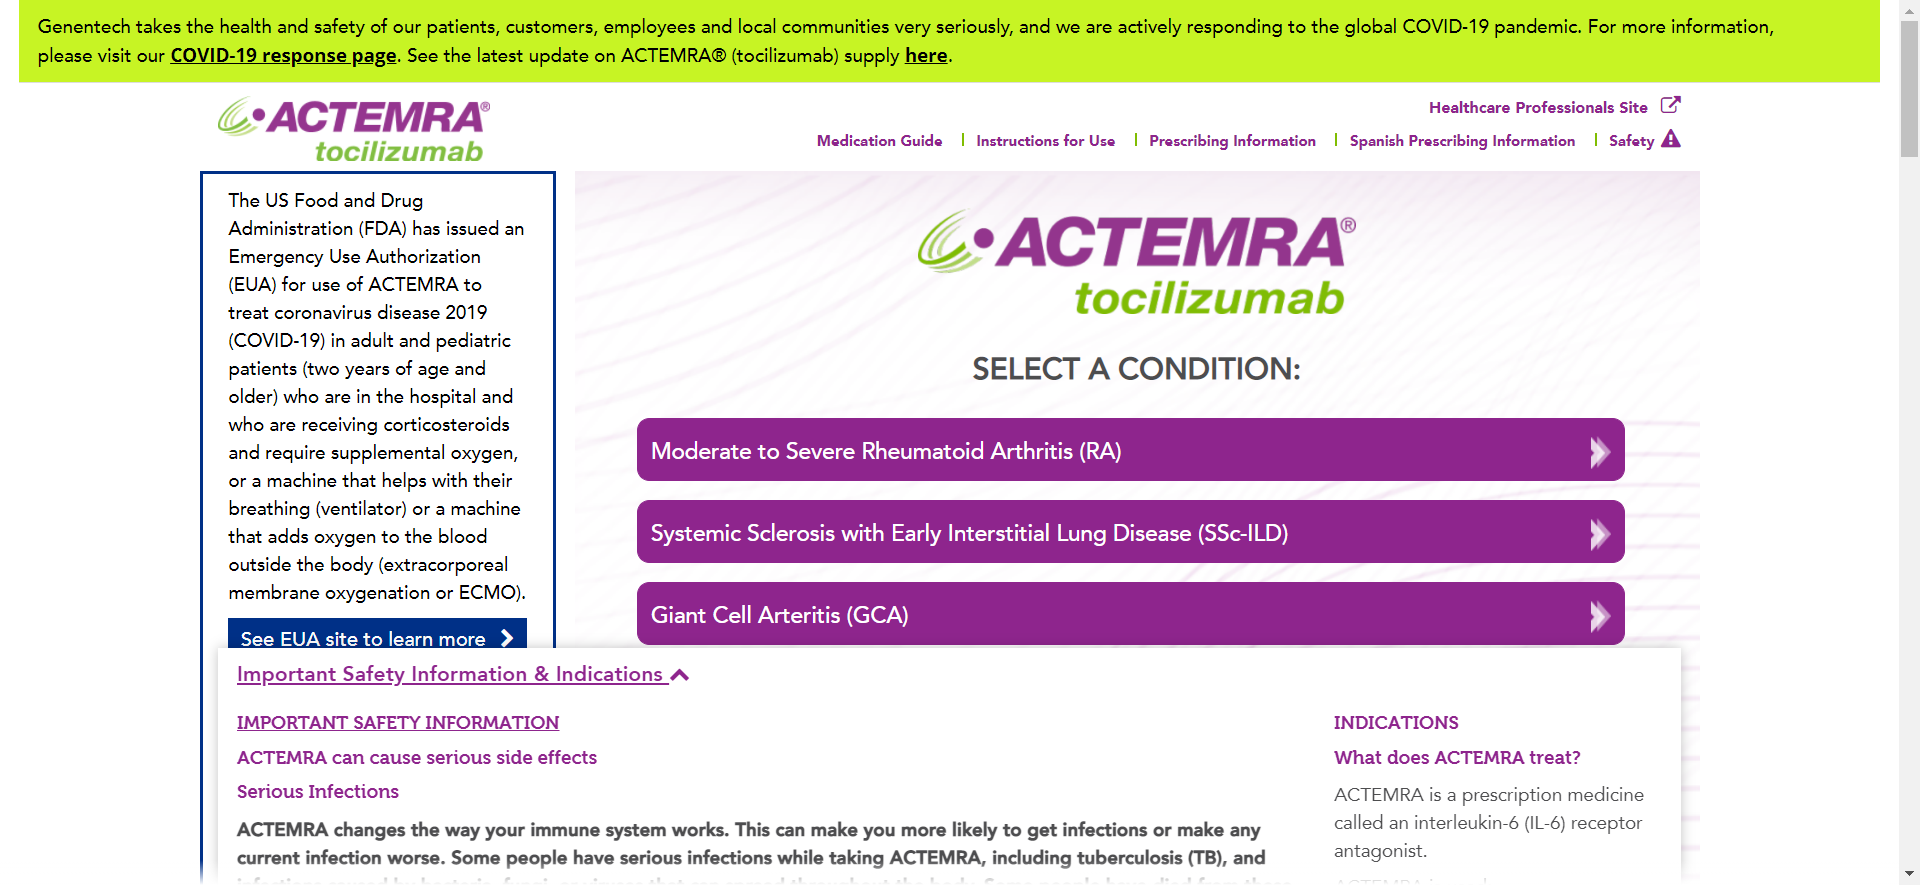 Genentech takes the health and safety of our patients, customers, employees and local communities very seriously, and we are actively responding to the global COVID-19 pandemic. For more information,
please visit our COVID-19 response page. See the latest update on ACTEMRA® (tocilizumab) supply here.
ACTEMRA®
tocilizumab
Healthcare Professionals Site
Medication Guide
Instructions for Use
Prescribing Information
Spanish Prescribing Information
Safety
The US Food and Drug
Administration (FDA) has issued an
Emergency Use Authorization
(EUA) for use of ACTEMRA to
treat coronavirus disease 2019
(COVID-19) in adult and pediatric
patients (two years of age and
older) who are in the hospital and
who are receiving corticosteroids
and require supplemental oxygen,
or a machine that helps with their
breathing (ventilator) or a machine
that adds oxygen to the blood
outside the body (extracorporeal
membrane oxygenation or ECMO).
See EUA site to learn more
ACTEMRA®
tocilizumab
SELECT A CONDITION:
Moderate to Severe Rheumatoid Arthritis (RA)
Systemic Sclerosis with Early Interstitial Lung Disease (SSc-ILD)
Giant Cell Arteritis (GCA)
Important Safety Information & Indications
IMPORTANT SAFETY INFORMATION
ACTEMRA can cause serious side effects
Serious Infections
ACTEMRA changes the way your immune system works. This can make you more likely to get infections or make any
current infection worse. Some people have serious infections while taking ACTEMRA, including tuberculosis (TB), and
INDICATIONS
What does ACTEMRA treat?
ACTEMRA is a prescription medicine
called an interleukin-6 (IL-6) receptor
antagonist.